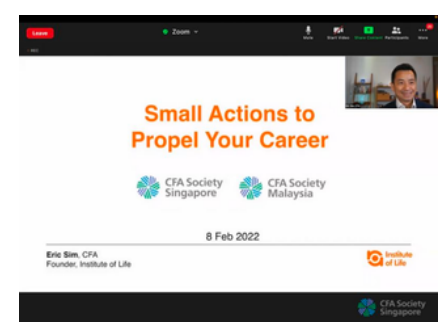 Leave
Zoom
Mute
Start Video
Share Content
Participants
More
REC
Small Actions to
Propel Your Career
CFA Society
Singapore
CFA Society
Malaysia
8 Feb 2022
Eric Sim, CFA
Founder, Institute of Life
Institute
of Life
CFA Society
Singapore